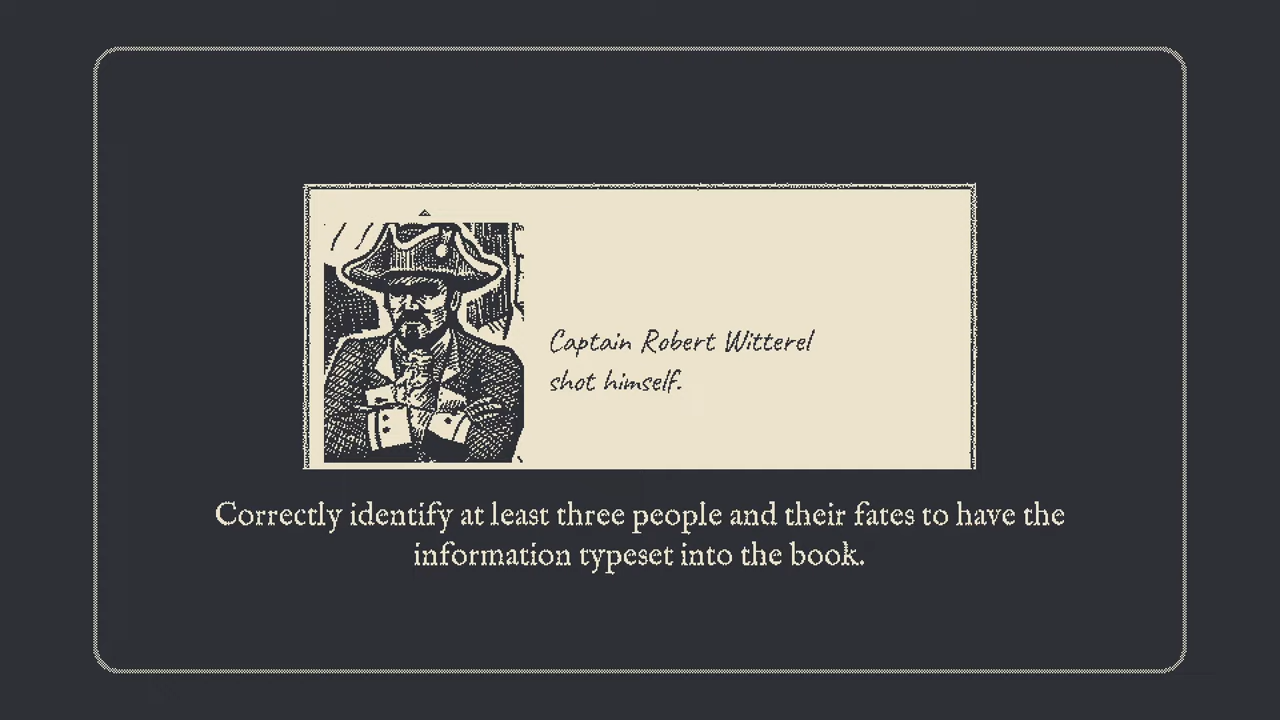 Captain Robert Witterel
shot himself.
Correctly identify at least three people and their fates to have the
information typeset into the book.